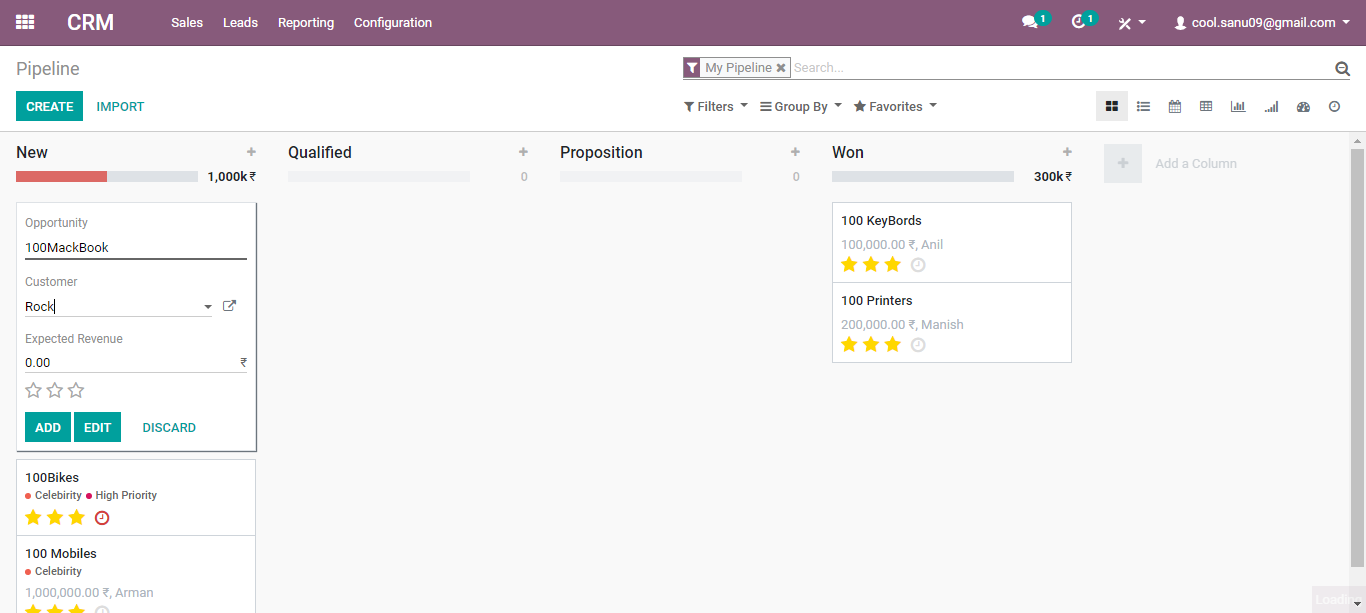 CRM Sales Leads Reporting Configuration 1 1 cool.sanu09@gmail.com
Pipeline My Pipeline Search...
CREATE IMPORT Filters Group By Favorites
New Qualified Proposition Won Add a Column
1,000k ₹ 0 0 300k ₹
Opportunity
100MackBook
Customer
Rock
Expected Revenue
0.00 ₹
ADD EDIT DISCARD
100Bikes
Celebirity High Priority
100 Mobiles
Celebirity
1,000,000.00 ₹, Arman
100 KeyBords
100,000.00 ₹, Anil
100 Printers
200,000.00 ₹, Manish
Loading